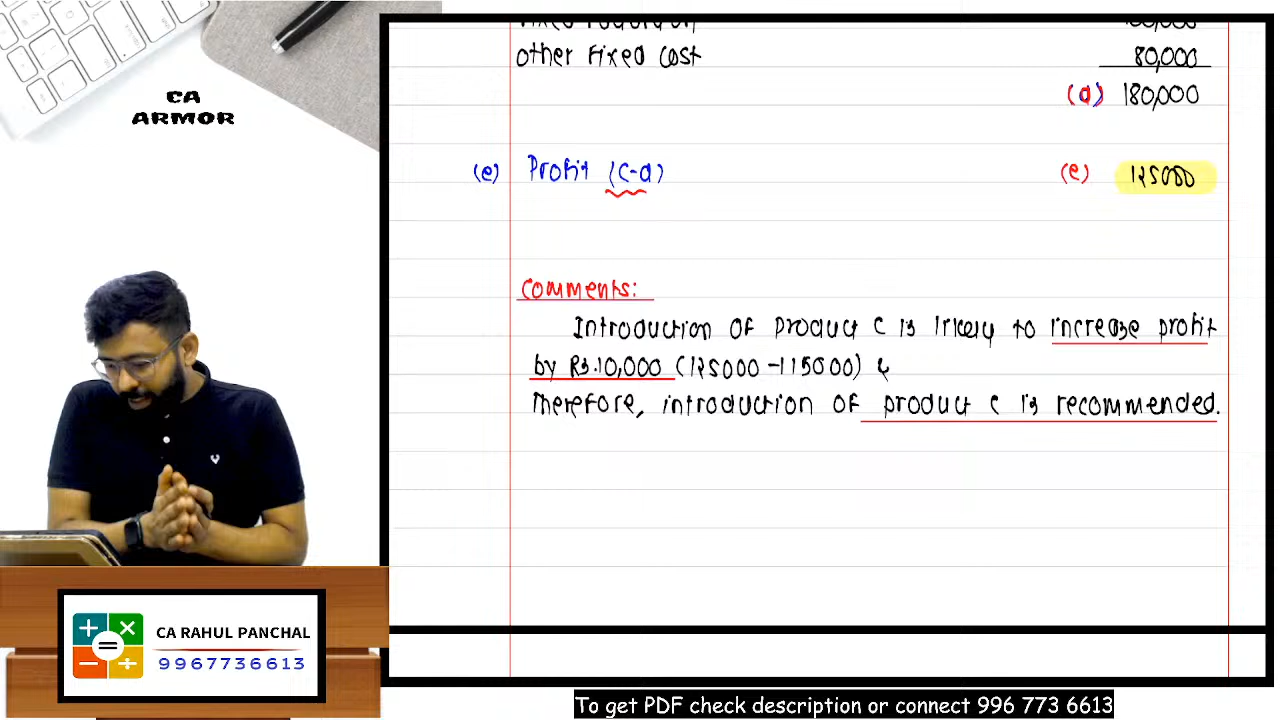 CA
ARMOR
other Fixed cost 80,000
(d) 180,000
(e) Profit (C-d) (e) 125000
Comments:
Introduction of product C is likely to increase profit
by Rs.10,000 (125000 - 115000) &
Therefore, introduction of product C is recommended.
CA RAHUL PANCHAL
9967736613
To get PDF check description or connect 996 773 6613